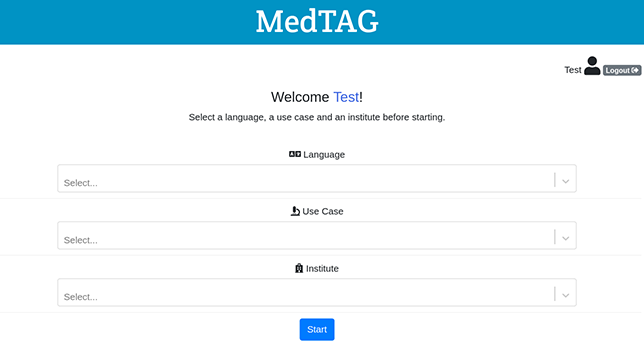 MedTAG
Test Logout
Welcome Test!
Select a language, a use case and an institute before starting.
Language
Select...
Use Case
Select...
Institute
Select...
Start